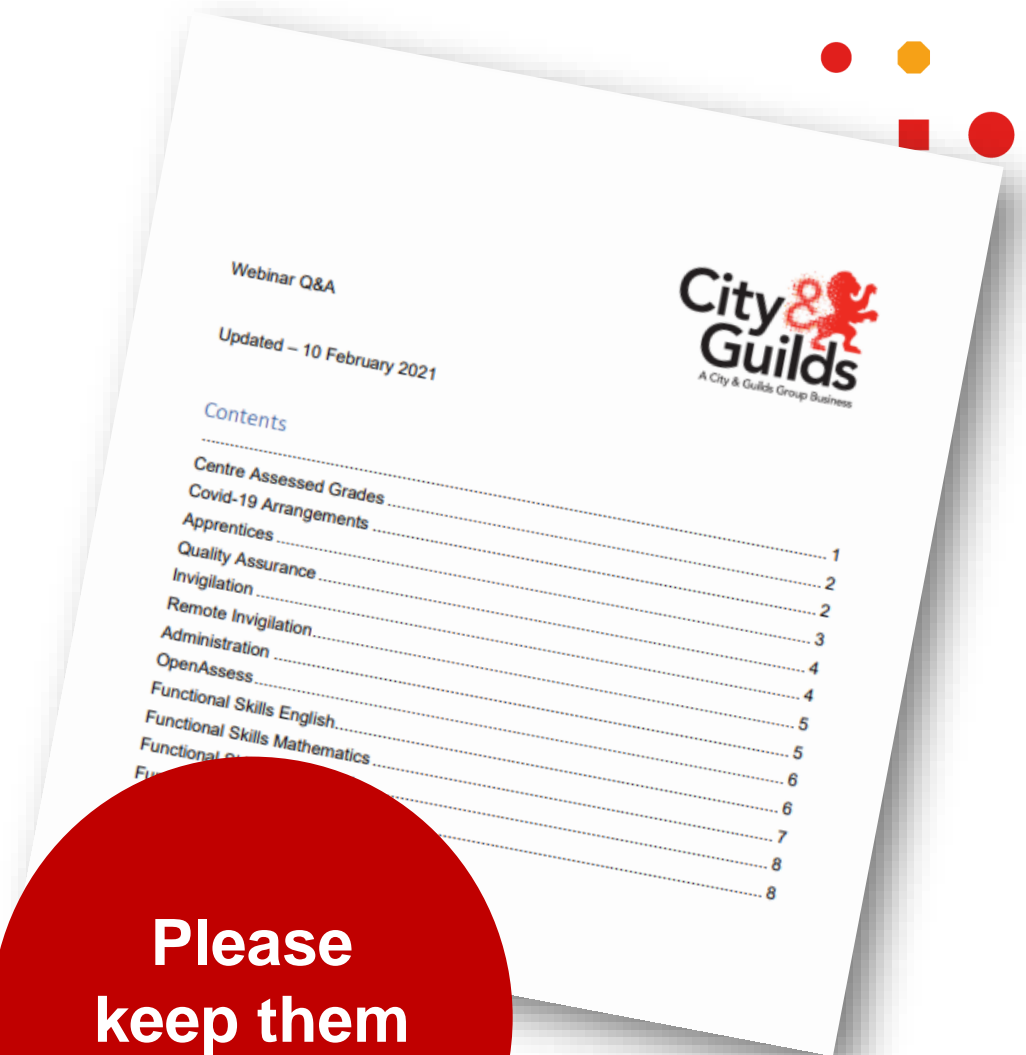 Webinar Q&A
City & Guilds
A City & Guilds Group Business
Updated – 10 February 2021
Contents
........ 1
Centre Assessed Grades ........ 2
Covid-19 Arrangements ........ 2
Apprentices ........ 3
Quality Assurance ........ 4
Invigilation ........ 4
Remote Invigilation ........ 5
Administration ........ 5
OpenAssess ........ 6
Functional Skills English ........ 6
Functional Skills Mathematics ........ 7
Functional ........ 8
........ 8
Please
keep them